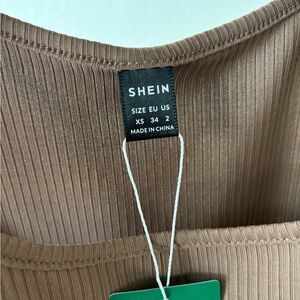 SHEIN
SIZE EU US
XS 34 2
MADE IN CHINA